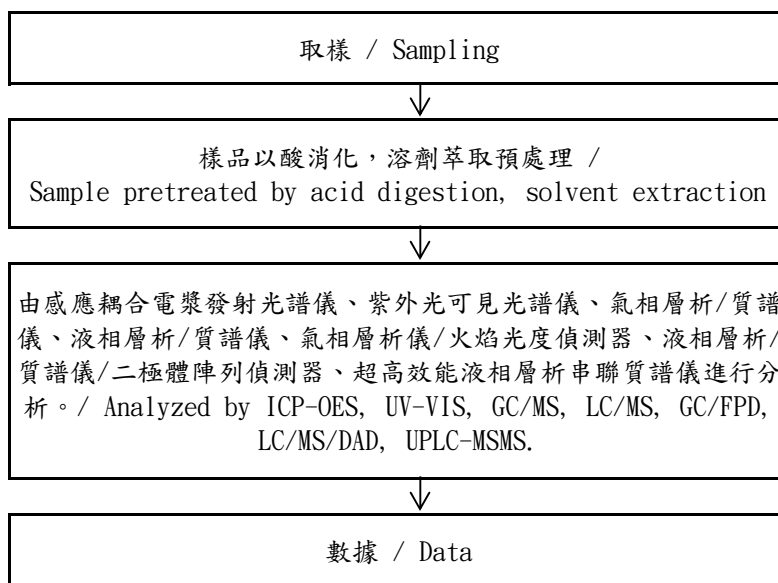 取樣 / Sampling
樣品以酸消化，溶劑萃取預處理 /
Sample pretreated by acid digestion, solvent extraction
由感應耦合電漿發射光譜儀、紫外光可見光譜儀、氣相層析/質譜
儀、液相層析/質譜儀、氣相層析儀/火焰光度偵測器、液相層析/
質譜儀/二極體陣列偵測器、超高效能液相層析串聯質譜儀進行分
析。/ Analyzed by ICP-OES, UV-VIS, GC/MS, LC/MS, GC/FPD,
LC/MS/DAD, UPLC-MSMS.
數據 / Data